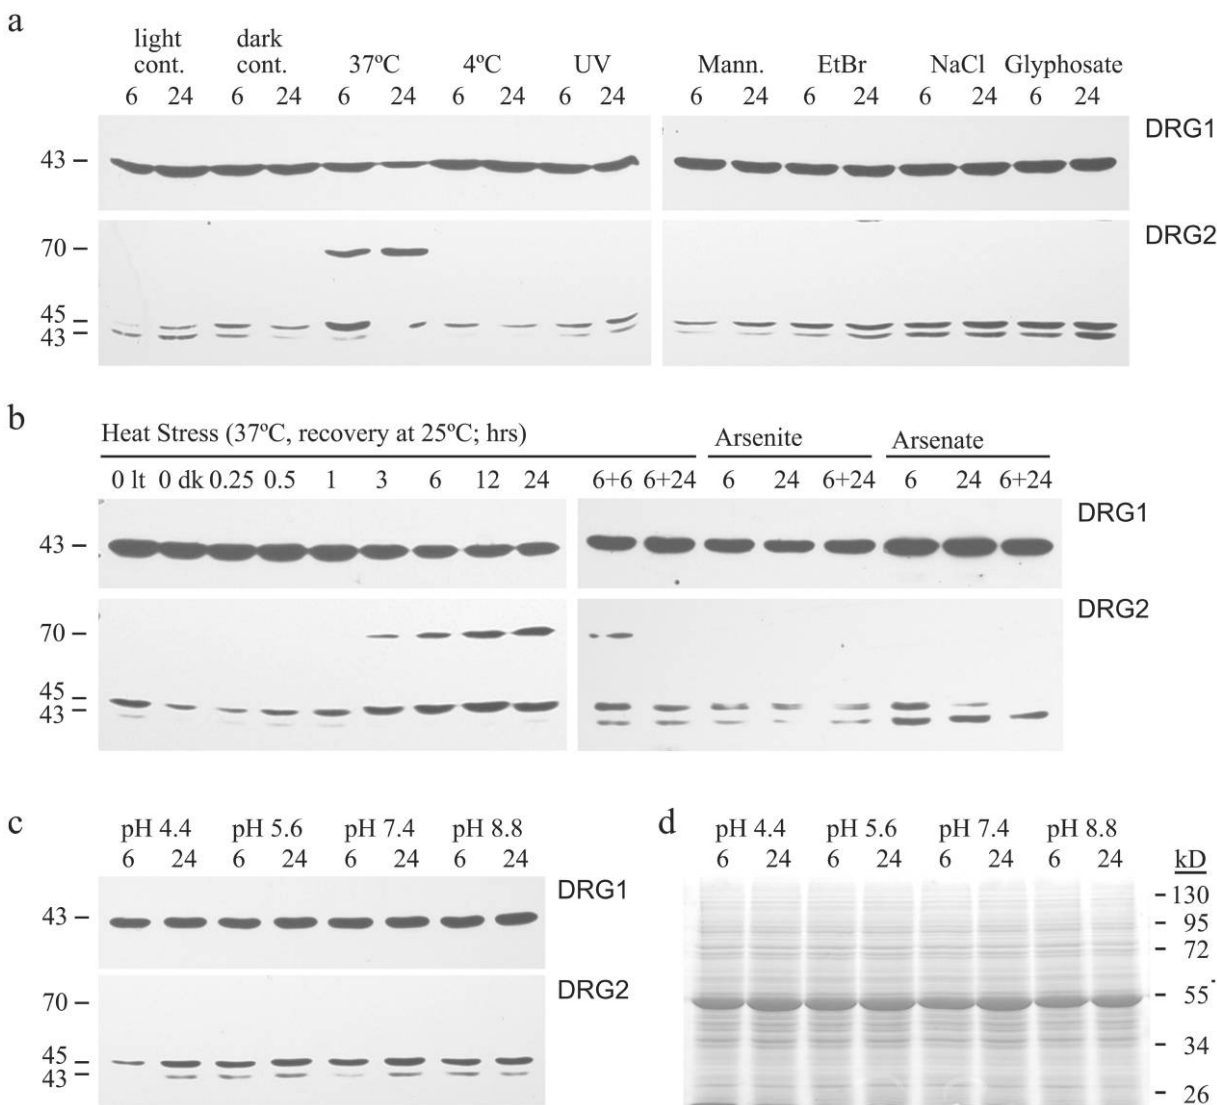 a
light dark
cont. cont. 37ºC 4ºC UV Mann. EtBr NaCl Glyphosate
6 24 6 24 6 24 6 24 6 24 6 24 6 24 6 24 6 24
DRG1
43
DRG2
70
45
43
b
Heat Stress (37ºC, recovery at 25ºC; hrs) Arsenite Arsenate
0 lt 0 dk 0.25 0.5 1 3 6 12 24 6+6 6+24 6 24 6+24 6 24 6+24
DRG1
43
DRG2
70
45
43
c
pH 4.4 pH 5.6 pH 7.4 pH 8.8
6 24 6 24 6 24 6 24
DRG1
43
DRG2
70
45
43
d
pH 4.4 pH 5.6 pH 7.4 pH 8.8
6 24 6 24 6 24 6 24
kD
130
95
72
55
34
26